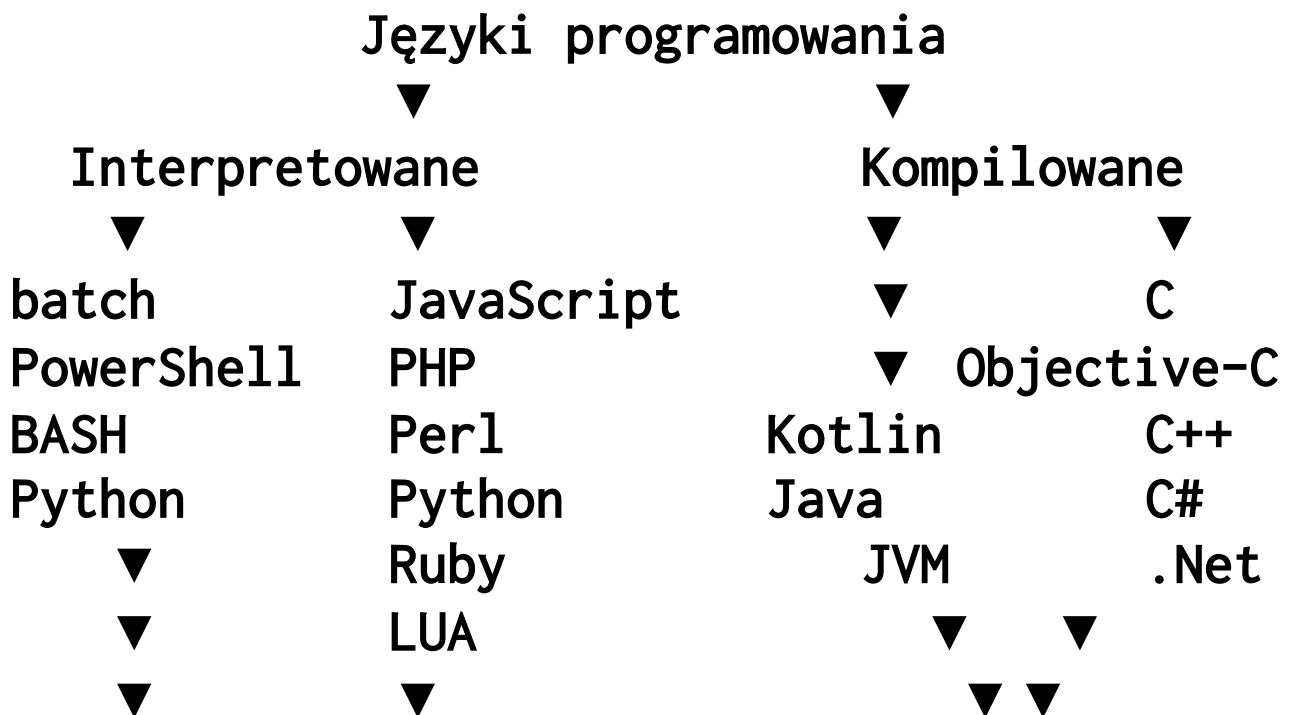 Języki programowania
▼ ▼
Interpretowane Kompilowane
▼ ▼ ▼ ▼
batch JavaScript ▼ C
PowerShell PHP ▼ Objective-C
BASH Perl Kotlin C++
Python Python Java C#
▼ Ruby JVM .Net
▼ LUA ▼ ▼
▼ ▼ ▼ ▼